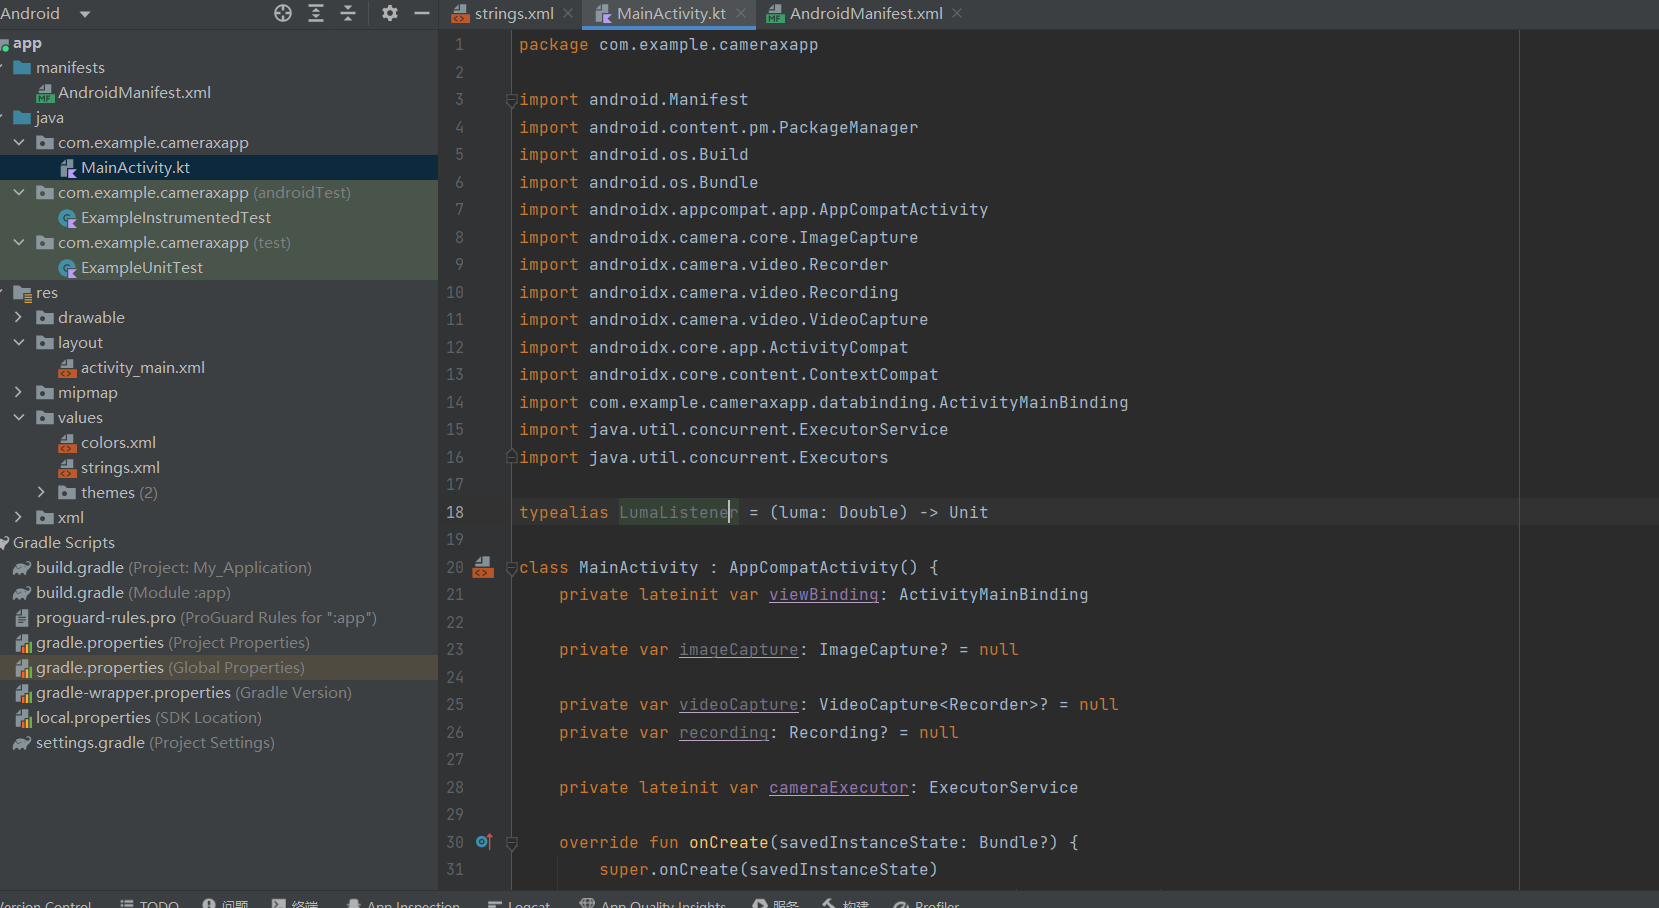 Android
app
manifests
AndroidManifest.xml
java
com.example.cameraxapp
MainActivity.kt
com.example.cameraxapp (androidTest)
ExampleInstrumentedTest
com.example.cameraxapp (test)
ExampleUnitTest
res
drawable
layout
activity_main.xml
mipmap
values
colors.xml
strings.xml
themes (2)
xml
Gradle Scripts
build.gradle (Project: My_Application)
build.gradle (Module :app)
proguard-rules.pro (ProGuard Rules for ":app")
gradle.properties (Project Properties)
gradle.properties (Global Properties)
gradle-wrapper.properties (Gradle Version)
local.properties (SDK Location)
settings.gradle (Project Settings)
strings.xml MainActivity.kt AndroidManifest.xml
1 package com.example.cameraxapp
2
3 import android.Manifest
4 import android.content.pm.PackageManager
5 import android.os.Build
6 import android.os.Bundle
7 import androidx.appcompat.app.AppCompatActivity
8 import androidx.camera.core.ImageCapture
9 import androidx.camera.video.Recorder
10 import androidx.camera.video.Recording
11 import androidx.camera.video.VideoCapture
12 import androidx.core.app.ActivityCompat
13 import androidx.core.content.ContextCompat
14 import com.example.cameraxapp.databinding.ActivityMainBinding
15 import java.util.concurrent.ExecutorService
16 import java.util.concurrent.Executors
17
18 typealias LumaListener = (luma: Double) -> Unit
19
20 class MainActivity : AppCompatActivity() {
21 private lateinit var viewBinding: ActivityMainBinding
22
23 private var imageCapture: ImageCapture? = null
24
25 private var videoCapture: VideoCapture<Recorder>? = null
26 private var recording: Recording? = null
27
28 private lateinit var cameraExecutor: ExecutorService
29
30 override fun onCreate(savedInstanceState: Bundle?) {
31 super.onCreate(savedInstanceState)
Version Control TODO 问题 终端 App Inspection Logcat App Quality Insights 服务 构建 Profiler